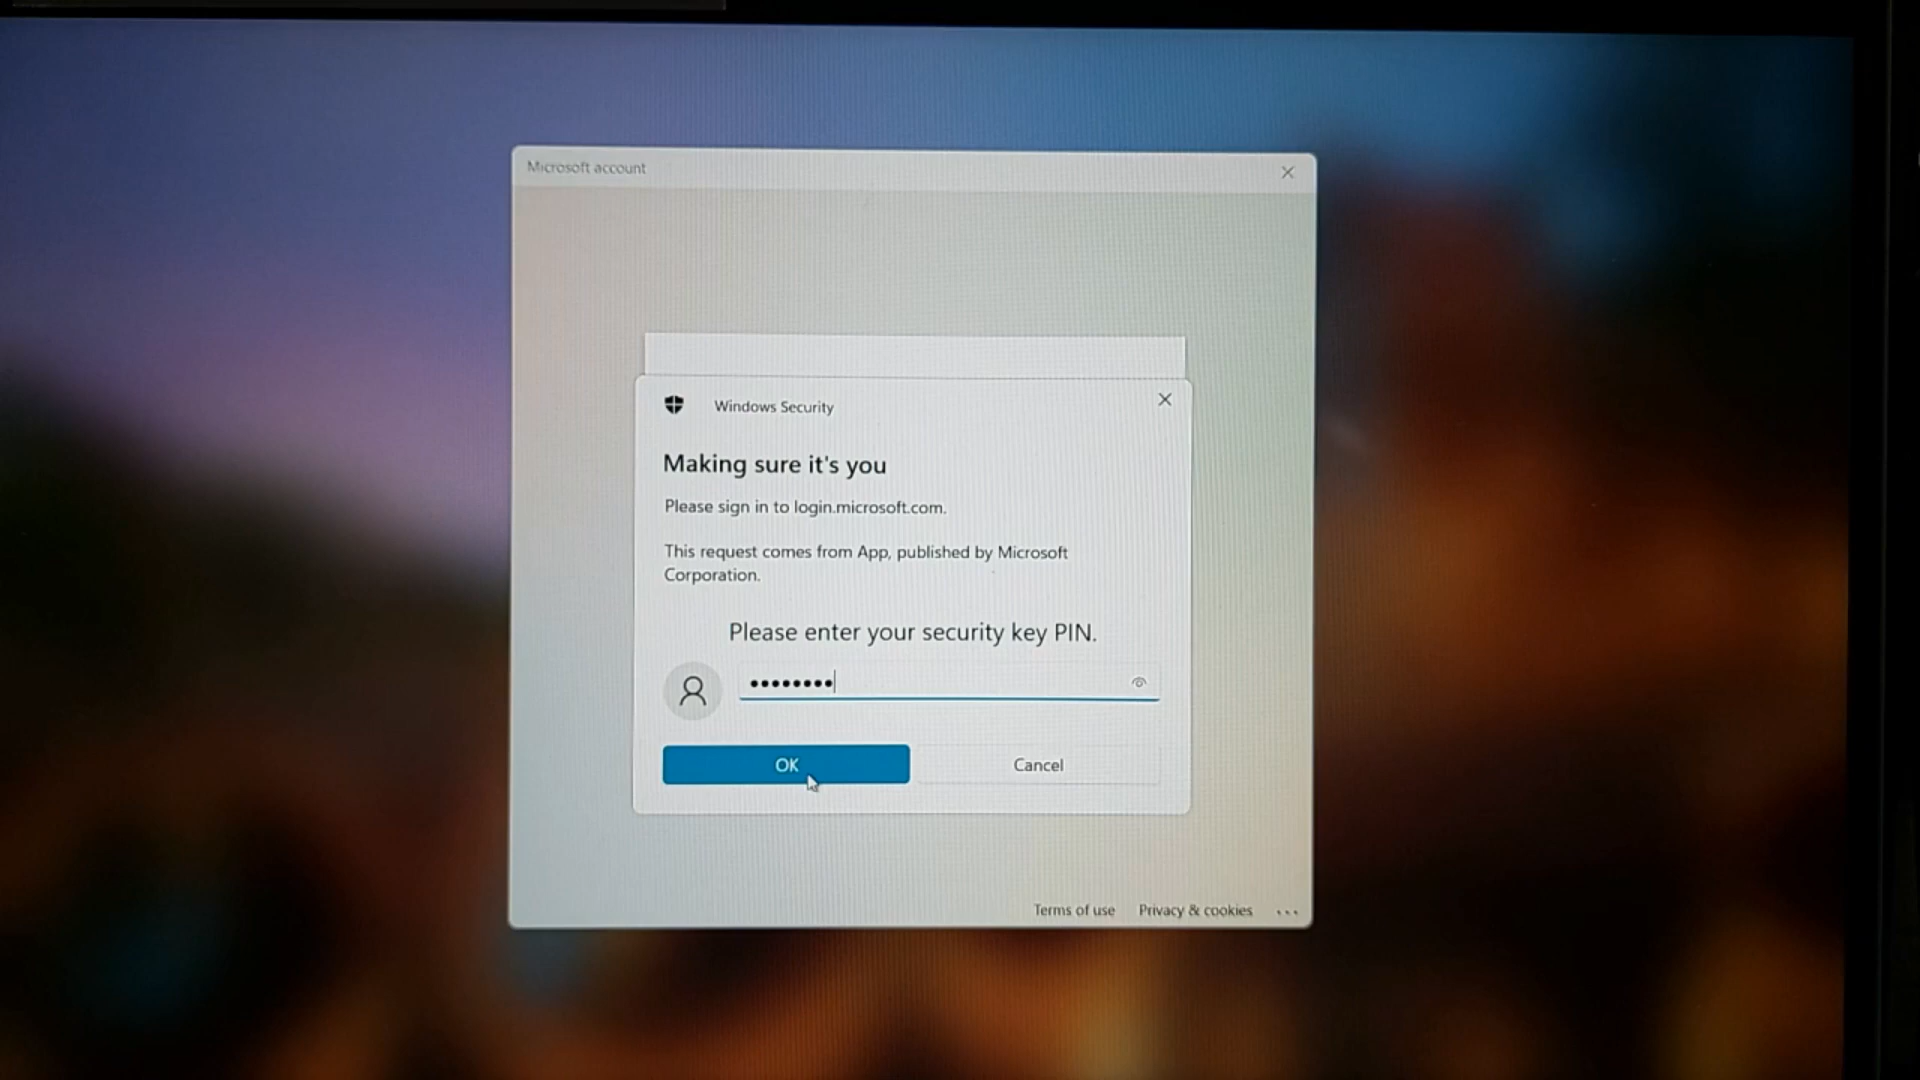 Microsoft account
Windows Security
Making sure it's you
Please sign in to login.microsoft.com.
This request comes from App, published by Microsoft
Corporation.
Please enter your security key PIN.
••••••••
OK
Cancel
Terms of use
Privacy & cookies
...